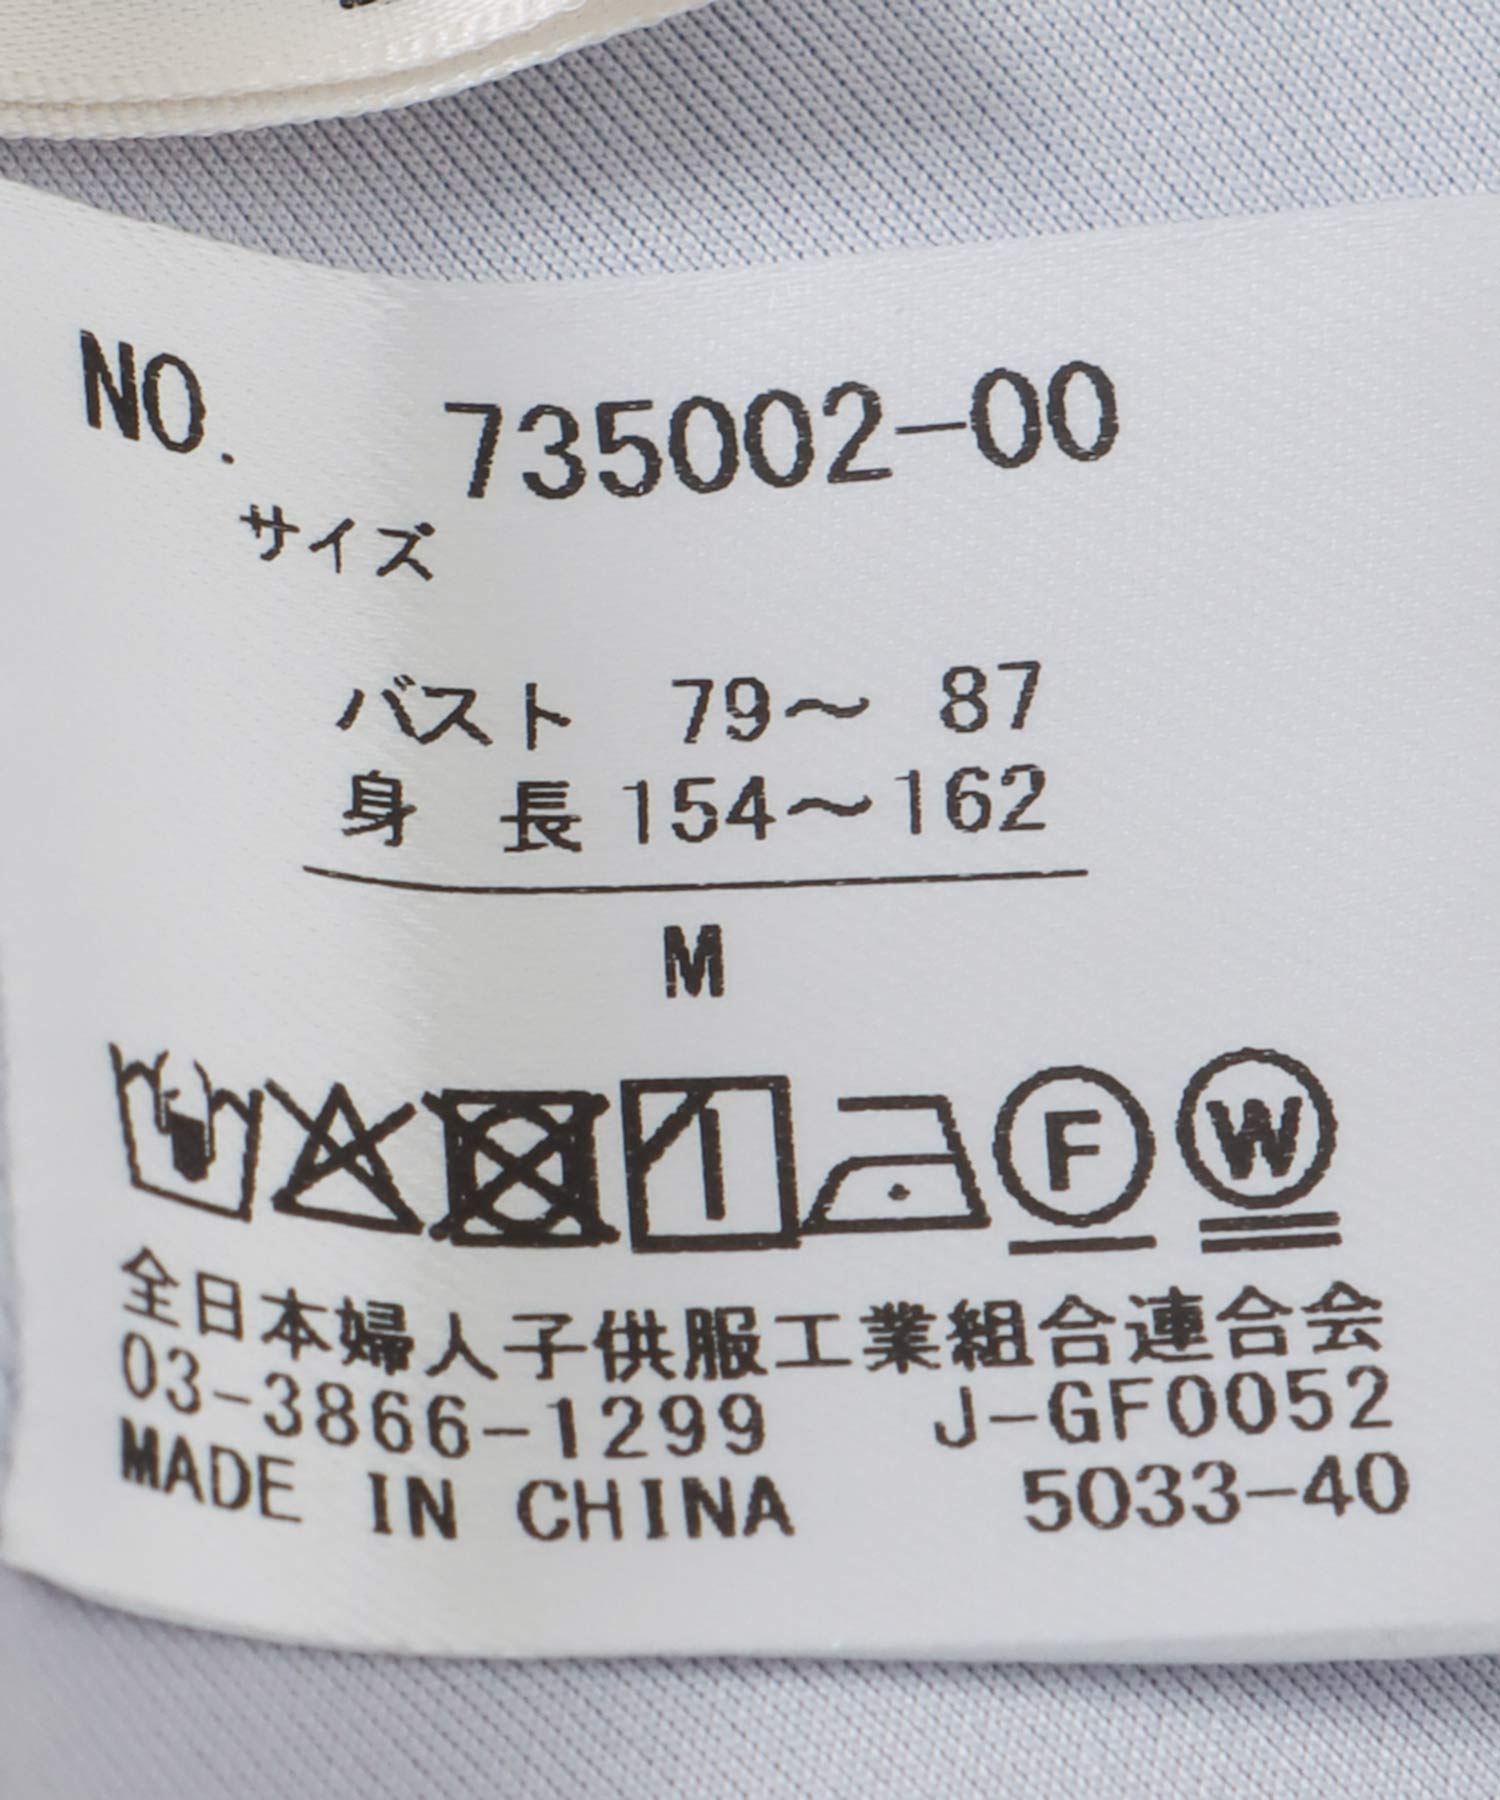 NO. 735002-00
サイズ
バスト 79～ 87
身 長 154～162
M
F W
全日本婦人子供服工業組合連合会
03-3866-1299 J-GF0052
MADE IN CHINA 5033-40